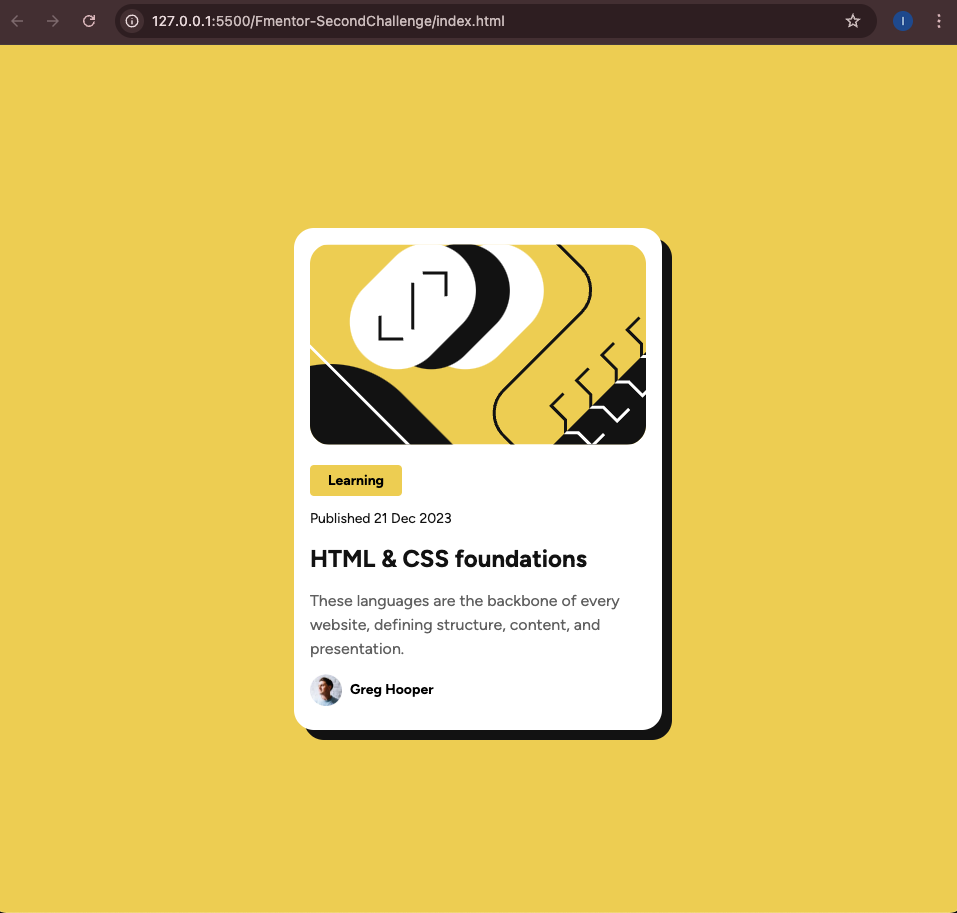 127.0.0.1:5500/Fmentor-SecondChallenge/index.html
I
Learning
Published 21 Dec 2023
HTML & CSS foundations
These languages are the backbone of every
website, defining structure, content, and
presentation.
Greg Hooper